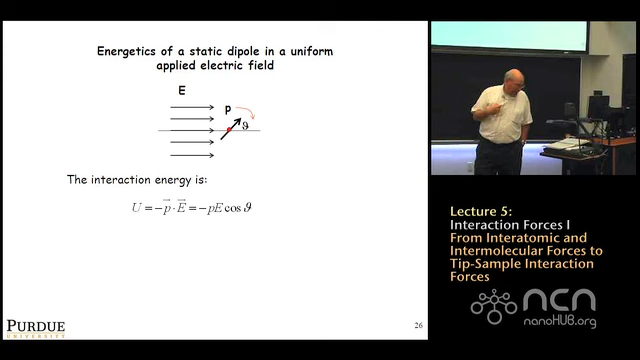 Energetics of a static dipole in a uniform
applied electric field
E
p
ϑ
The interaction energy is:
U = −p⃗ · E⃗ = −pE cos ϑ
PURDUE
UNIVERSITY
26
Lecture 5:
Interaction Forces I
From Interatomic and
Intermolecular Forces to
Tip-Sample Interaction
Forces
ncn
nanoHUB.org